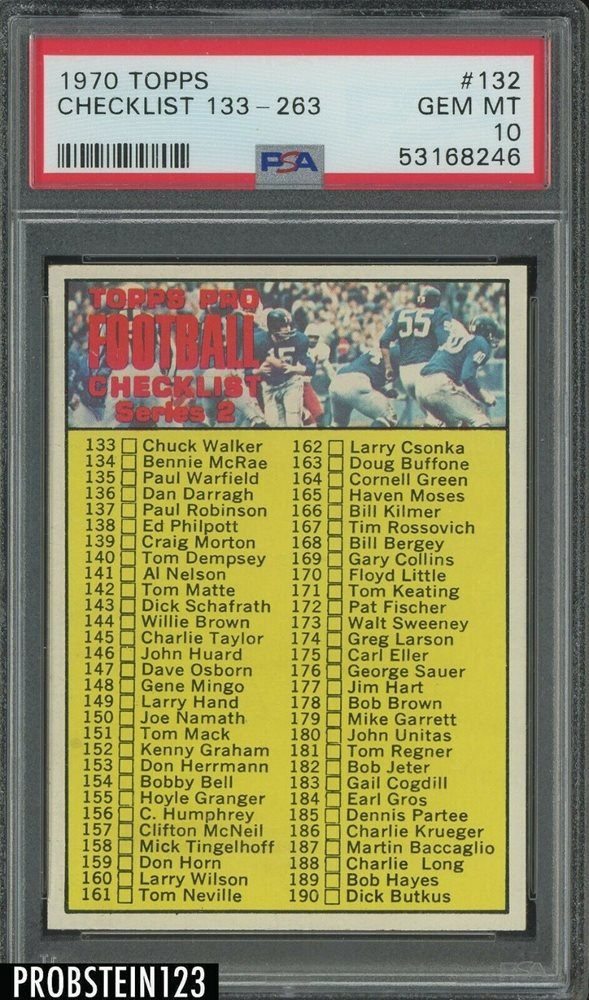 1970 TOPPS #132
CHECKLIST 133-263 GEM MT
10
PSA 53168246
TOPPS PRO
FOOTBALL
CHECKLIST
Series 2
15
55
133 Chuck Walker
134 Bennie McRae
135 Paul Warfield
136 Dan Darragh
137 Paul Robinson
138 Ed Philpott
139 Craig Morton
140 Tom Dempsey
141 Al Nelson
142 Tom Matte
143 Dick Schafrath
144 Willie Brown
145 Charlie Taylor
146 John Huard
147 Dave Osborn
148 Gene Mingo
149 Larry Hand
150 Joe Namath
151 Tom Mack
152 Kenny Graham
153 Don Herrmann
154 Bobby Bell
155 Hoyle Granger
156 C. Humphrey
157 Clifton McNeil
158 Mick Tingelhoff
159 Don Horn
160 Larry Wilson
161 Tom Neville
162 Larry Csonka
163 Doug Buffone
164 Cornell Green
165 Haven Moses
166 Bill Kilmer
167 Tim Rossovich
168 Bill Bergey
169 Gary Collins
170 Floyd Little
171 Tom Keating
172 Pat Fischer
173 Walt Sweeney
174 Greg Larson
175 Carl Eller
176 George Sauer
177 Jim Hart
178 Bob Brown
179 Mike Garrett
180 John Unitas
181 Tom Regner
182 Bob Jeter
183 Gail Cogdill
184 Earl Gros
185 Dennis Partee
186 Charlie Krueger
187 Martin Baccaglio
188 Charlie Long
189 Bob Hayes
190 Dick Butkus
PSA
PROBSTEIN123